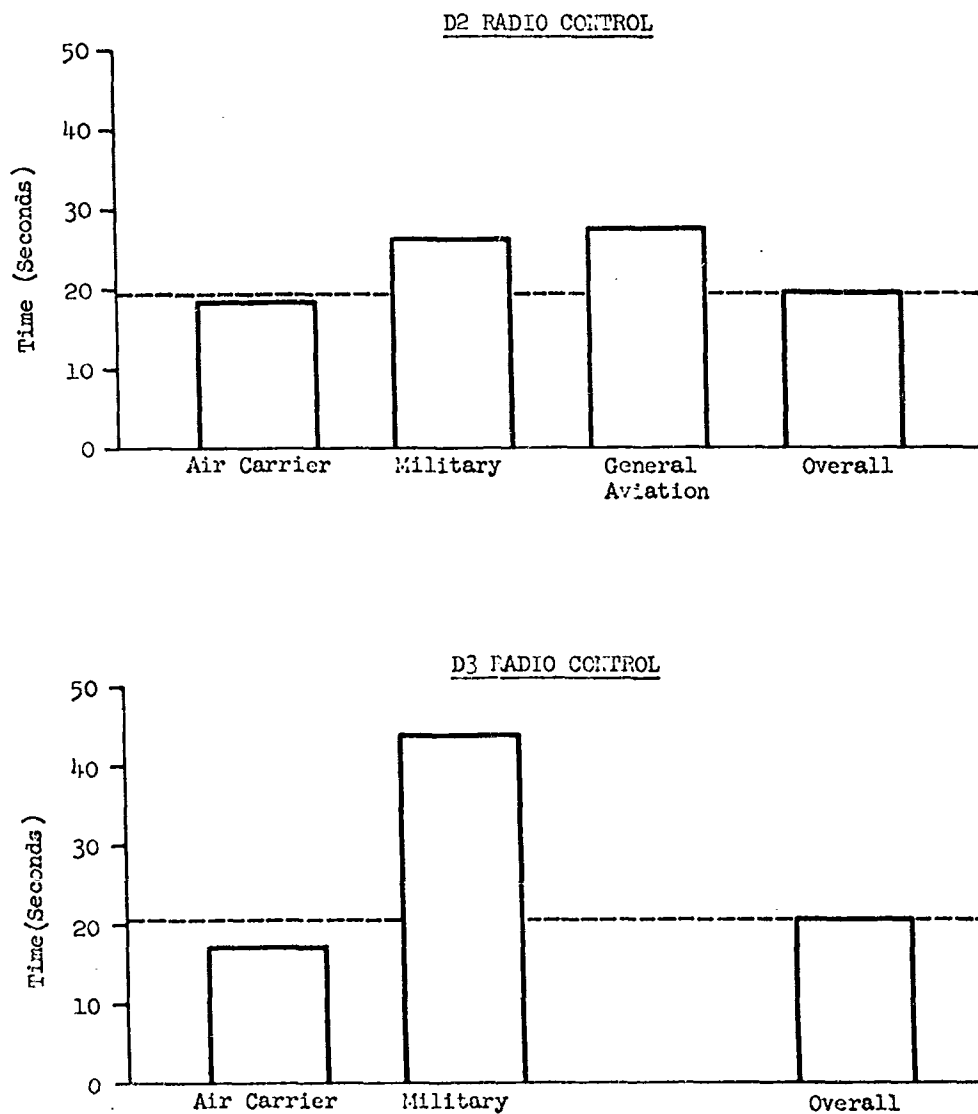 D2 RADIO CONTROL
50
40
30
20
10
0
Time (Seconds)
Air Carrier
Military
General
Aviation
Overall
D3 RADIO CONTROL
50
40
30
20
10
0
Time(Seconds)
Air Carrier
Military
Overall